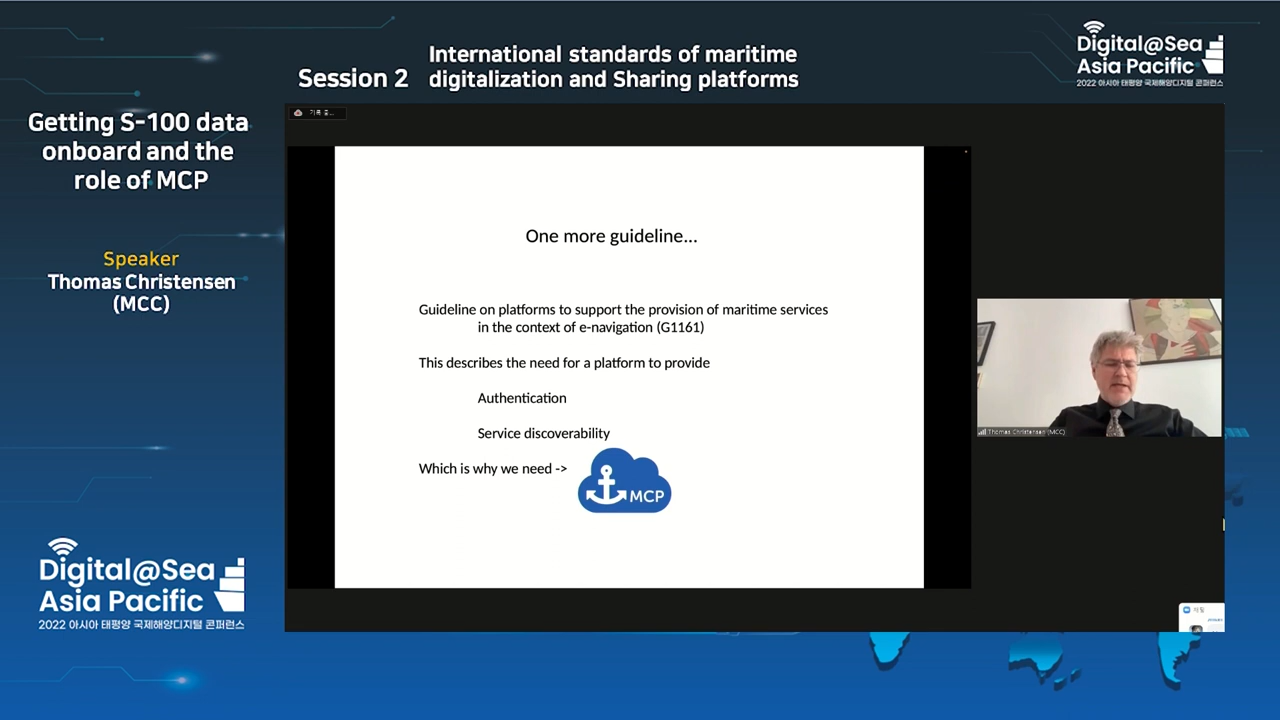 Session 2
International standards of maritime
digitalization and Sharing platforms
Digital@Sea
Asia Pacific
2022 아시아 태평양 국제해양디지털 콘퍼런스
Getting S-100 data
onboard and the
role of MCP
Speaker
Thomas Christensen
(MCC)
기록 중...
One more guideline...
Guideline on platforms to support the provision of maritime services
in the context of e-navigation (G1161)
This describes the need for a platform to provide
Authentication
Service discoverability
Which is why we need ->
MCP
Thomas Christensen (MCC)
Digital@Sea
Asia Pacific
2022 아시아 태평양 국제해양디지털 콘퍼런스